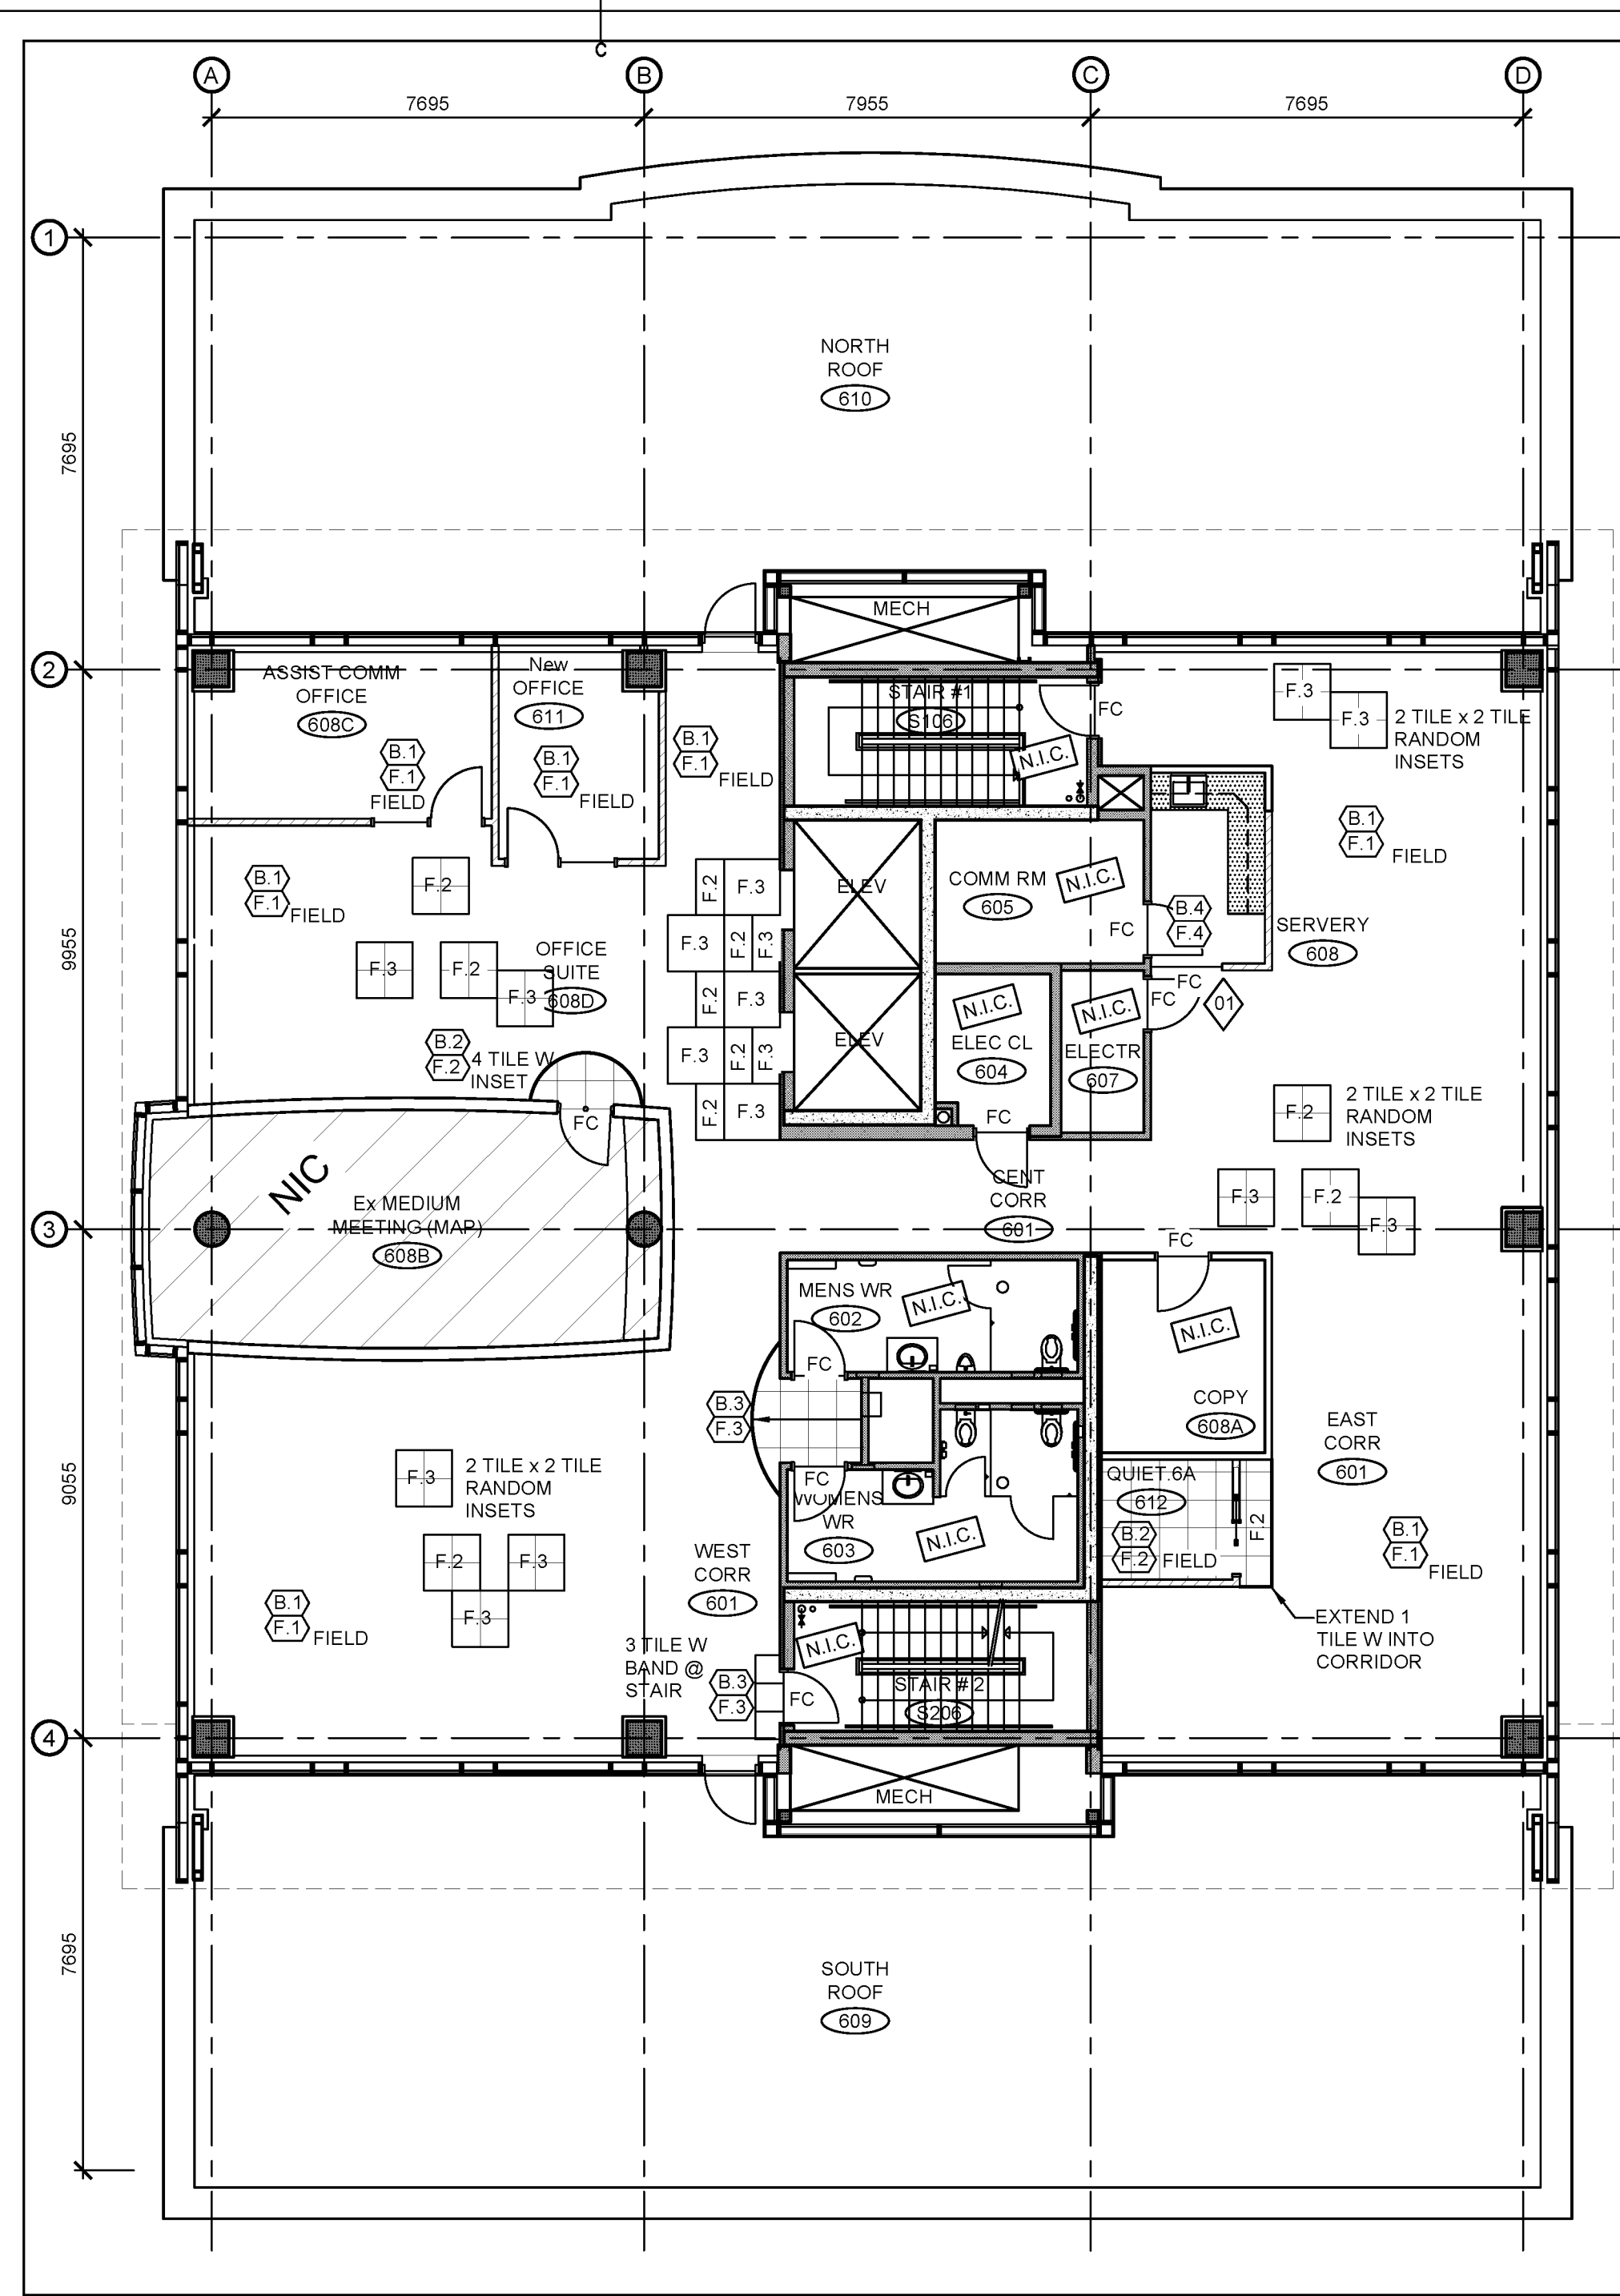 C
A
B
C
D
7695
7955
7695
1
7695
NORTH
ROOF
610
MECH
2
ASSIST COMM
OFFICE
608C
New
OFFICE
611
STAIR #1
S106
N.I.C.
FC
F.3
F.3
2 TILE x 2 TILE
RANDOM
INSETS
B.1
F.1
FIELD
B.1
F.1
FIELD
B.1
F.1
FIELD
B.1
F.1
FIELD
B.1
F.1
FIELD
F.2
F.3
F.2
F.3
OFFICE
SUITE
608D
9955
F.2
F.3
F.3
F.2
F.3
F.2
F.3
F.3
F.2
F.3
F.2
F.3
ELEV
ELEV
COMM RM
605
N.I.C.
FC
B.4
F.4
SERVERY
608
FC
FC
01
N.I.C.
ELEC CL
604
N.I.C.
ELECTR
607
FC
B.2
F.2
4 TILE W
INSET
FC
F.2
2 TILE x 2 TILE
RANDOM
INSETS
F.3
F.2
F.3
3
NIC
Ex MEDIUM
MEETING (MAP)
608B
CENT
CORR
601
FC
MENS WR
602
N.I.C.
FC
N.I.C.
COPY
608A
B.3
F.3
EAST
CORR
601
9055
F.3
2 TILE x 2 TILE
RANDOM
INSETS
F.2
F.3
F.3
FC
WOMENS
WR
603
N.I.C.
QUIET.6A
612
B.2
F.2
FIELD
F.2
B.1
F.1
FIELD
WEST
CORR
601
B.1
F.1
FIELD
EXTEND 1
TILE W INTO
CORRIDOR
3 TILE W
BAND @
STAIR
B.3
F.3
FC
N.I.C.
STAIR # 2
S206
4
MECH
7695
SOUTH
ROOF
609